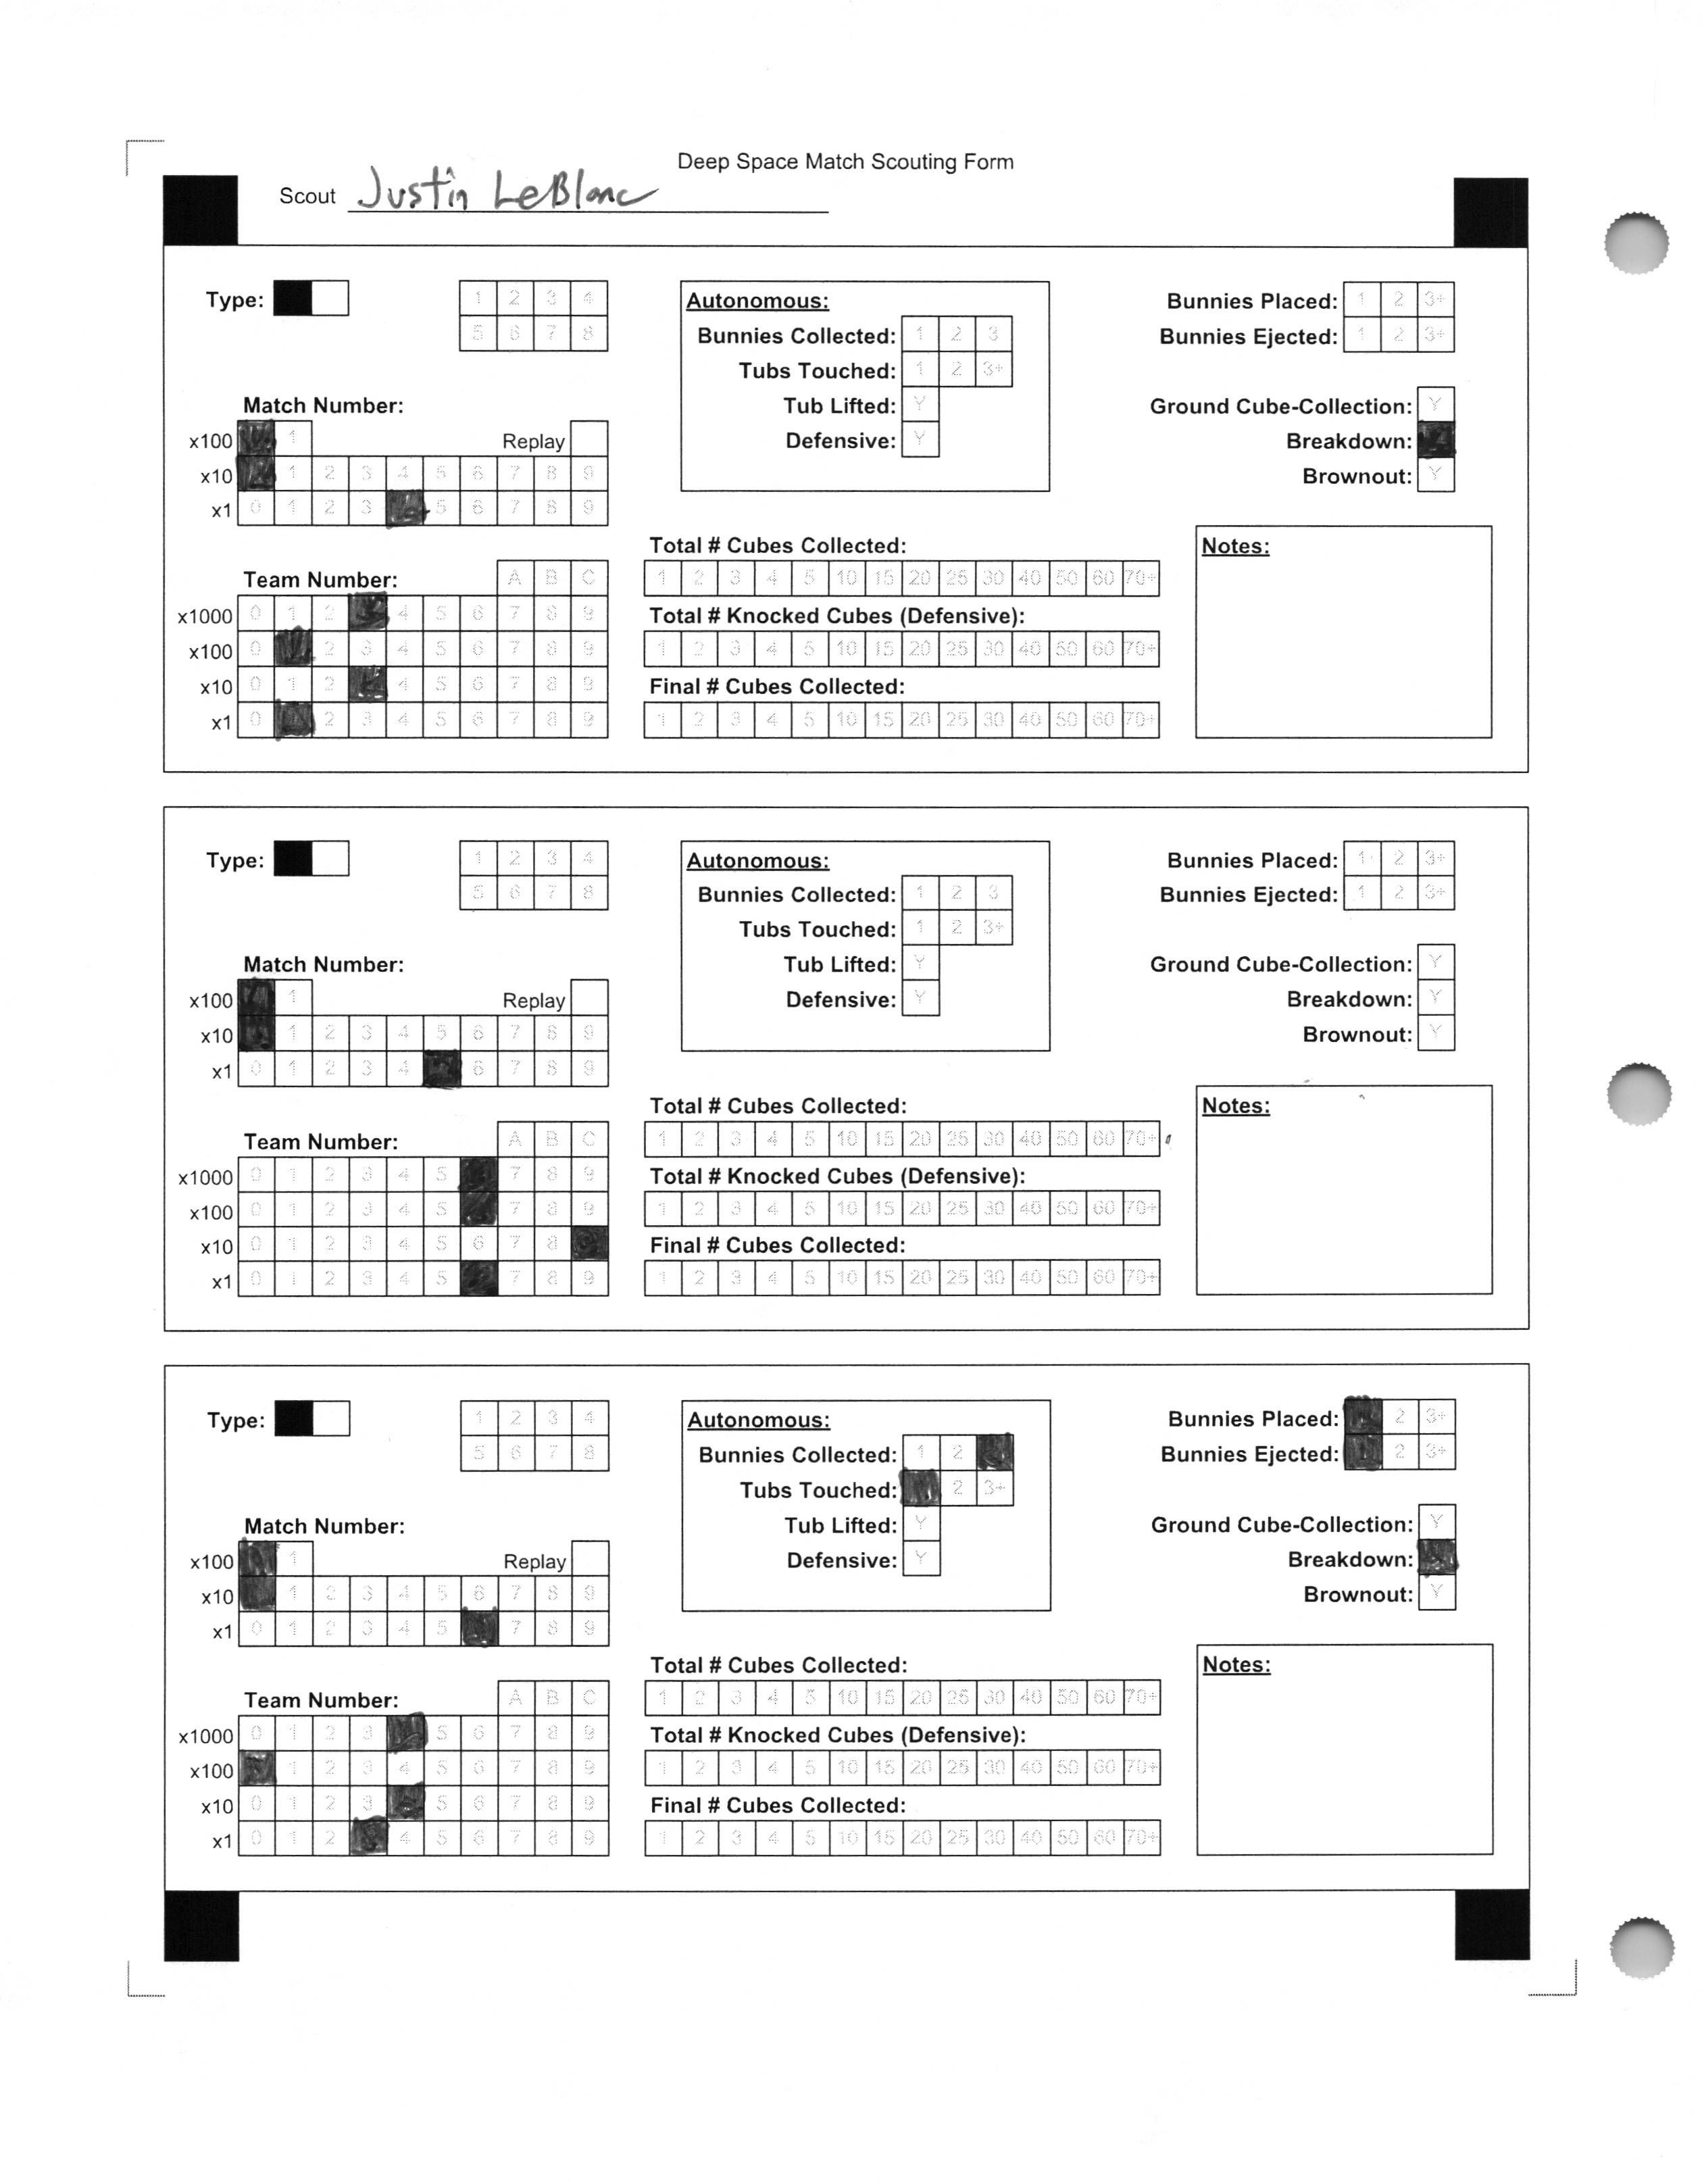 Deep Space Match Scouting Form
Scout Justin LeBlanc
Type:
1 2 3 4
5 6 7 8
Match Number:
x100 1 Replay
x10 1 2 3 4 5 6 7 8 9
x1 0 1 2 3 5 6 7 8 9
Team Number: A B C
x1000 0 1 2 4 5 6 7 8 9
x100 0 2 3 4 5 6 7 8 9
x10 0 1 2 4 5 6 7 8 9
x1 0 2 3 4 5 6 7 8 9
Autonomous:
Bunnies Collected: 1 2 3
Tubs Touched: 1 2 3+
Tub Lifted: Y
Defensive: Y
Bunnies Placed: 1 2 3+
Bunnies Ejected: 1 2 3+
Ground Cube-Collection: Y
Breakdown:
Brownout: Y
Total # Cubes Collected:
1 2 3 4 5 10 15 20 25 30 40 50 60 70+
Total # Knocked Cubes (Defensive):
1 2 3 4 5 10 15 20 25 30 40 50 60 70+
Final # Cubes Collected:
1 2 3 4 5 10 15 20 25 30 40 50 60 70+
Notes:
Type:
1 2 3 4
5 6 7 8
Match Number:
x100 1 Replay
x10 1 2 3 4 5 6 7 8 9
x1 0 1 2 3 4 6 7 8 9
Team Number: A B C
x1000 0 1 2 3 4 5 7 8 9
x100 0 1 2 3 4 5 7 8 9
x10 0 1 2 3 4 5 6 7 8
x1 0 1 2 3 4 5 7 8 9
Autonomous:
Bunnies Collected: 1 2 3
Tubs Touched: 1 2 3+
Tub Lifted: Y
Defensive: Y
Bunnies Placed: 1 2 3+
Bunnies Ejected: 1 2 3+
Ground Cube-Collection: Y
Breakdown: Y
Brownout: Y
Total # Cubes Collected:
1 2 3 4 5 10 15 20 25 30 40 50 60 70+
Total # Knocked Cubes (Defensive):
1 2 3 4 5 10 15 20 25 30 40 50 60 70+
Final # Cubes Collected:
1 2 3 4 5 10 15 20 25 30 40 50 60 70+
Notes:
Type:
1 2 3 4
5 6 7 8
Match Number:
x100 1 Replay
x10 1 2 3 4 5 6 7 8 9
x1 0 1 2 3 4 5 7 8 9
Team Number: A B C
x1000 0 1 2 3 5 6 7 8 9
x100 1 2 3 4 5 6 7 8 9
x10 0 1 2 3 5 6 7 8 9
x1 0 1 2 4 5 6 7 8 9
Autonomous:
Bunnies Collected: 1 2
Tubs Touched: 2 3+
Tub Lifted: Y
Defensive: Y
Bunnies Placed: 2 3+
Bunnies Ejected: 1 2 3+
Ground Cube-Collection: Y
Breakdown:
Brownout: Y
Total # Cubes Collected:
1 2 3 4 5 10 15 20 25 30 40 50 60 70+
Total # Knocked Cubes (Defensive):
1 2 3 4 5 10 15 20 25 30 40 50 60 70+
Final # Cubes Collected:
1 2 3 4 5 10 15 20 25 30 40 50 60 70+
Notes: